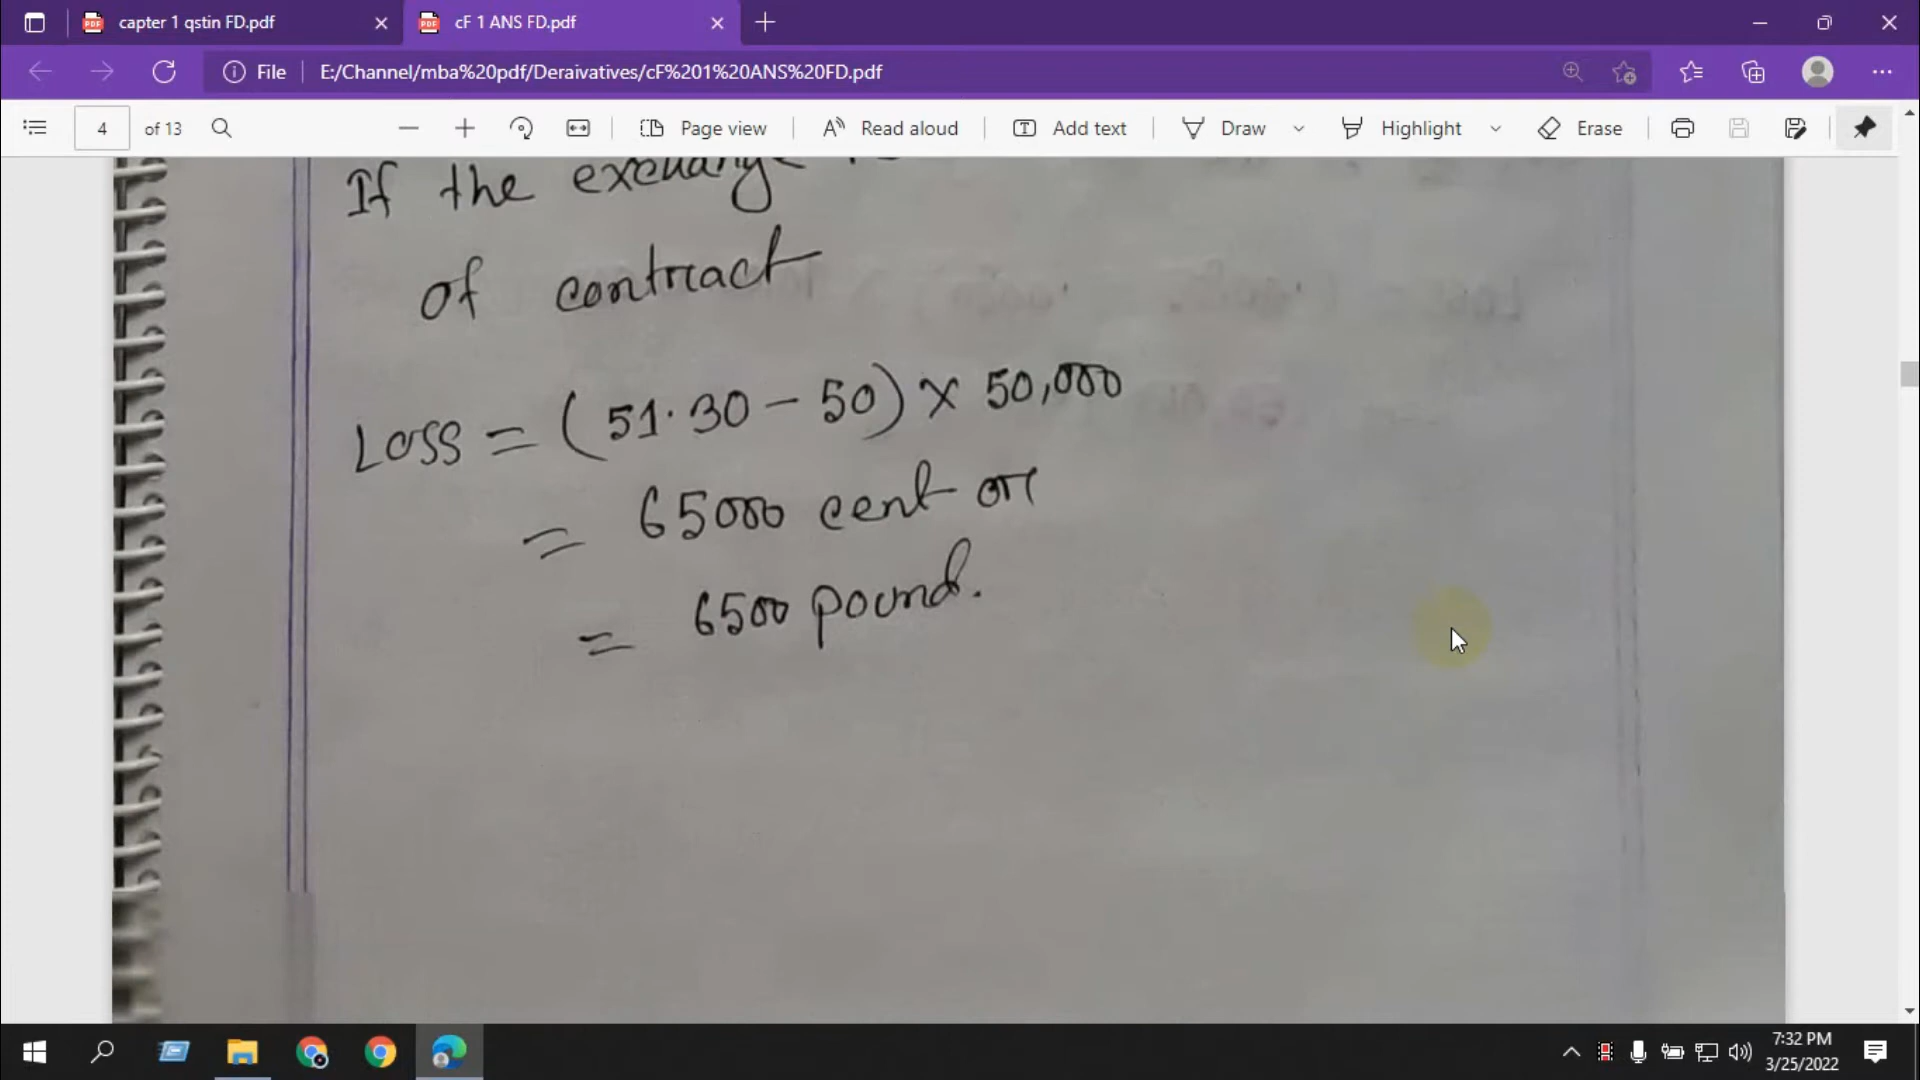 capter 1 qstin FD.pdf
cF 1 ANS FD.pdf
File
E:/Channel/mba%20pdf/Deraivatives/cF%201%20ANS%20FD.pdf
4 of 13
Page view
Read aloud
Add text
Draw
Highlight
Erase
If the exchange
of contract
Loss = (51.30 - 50) × 50,000
= 65000 cent or
= 6500 pound.
7:32 PM
3/25/2022